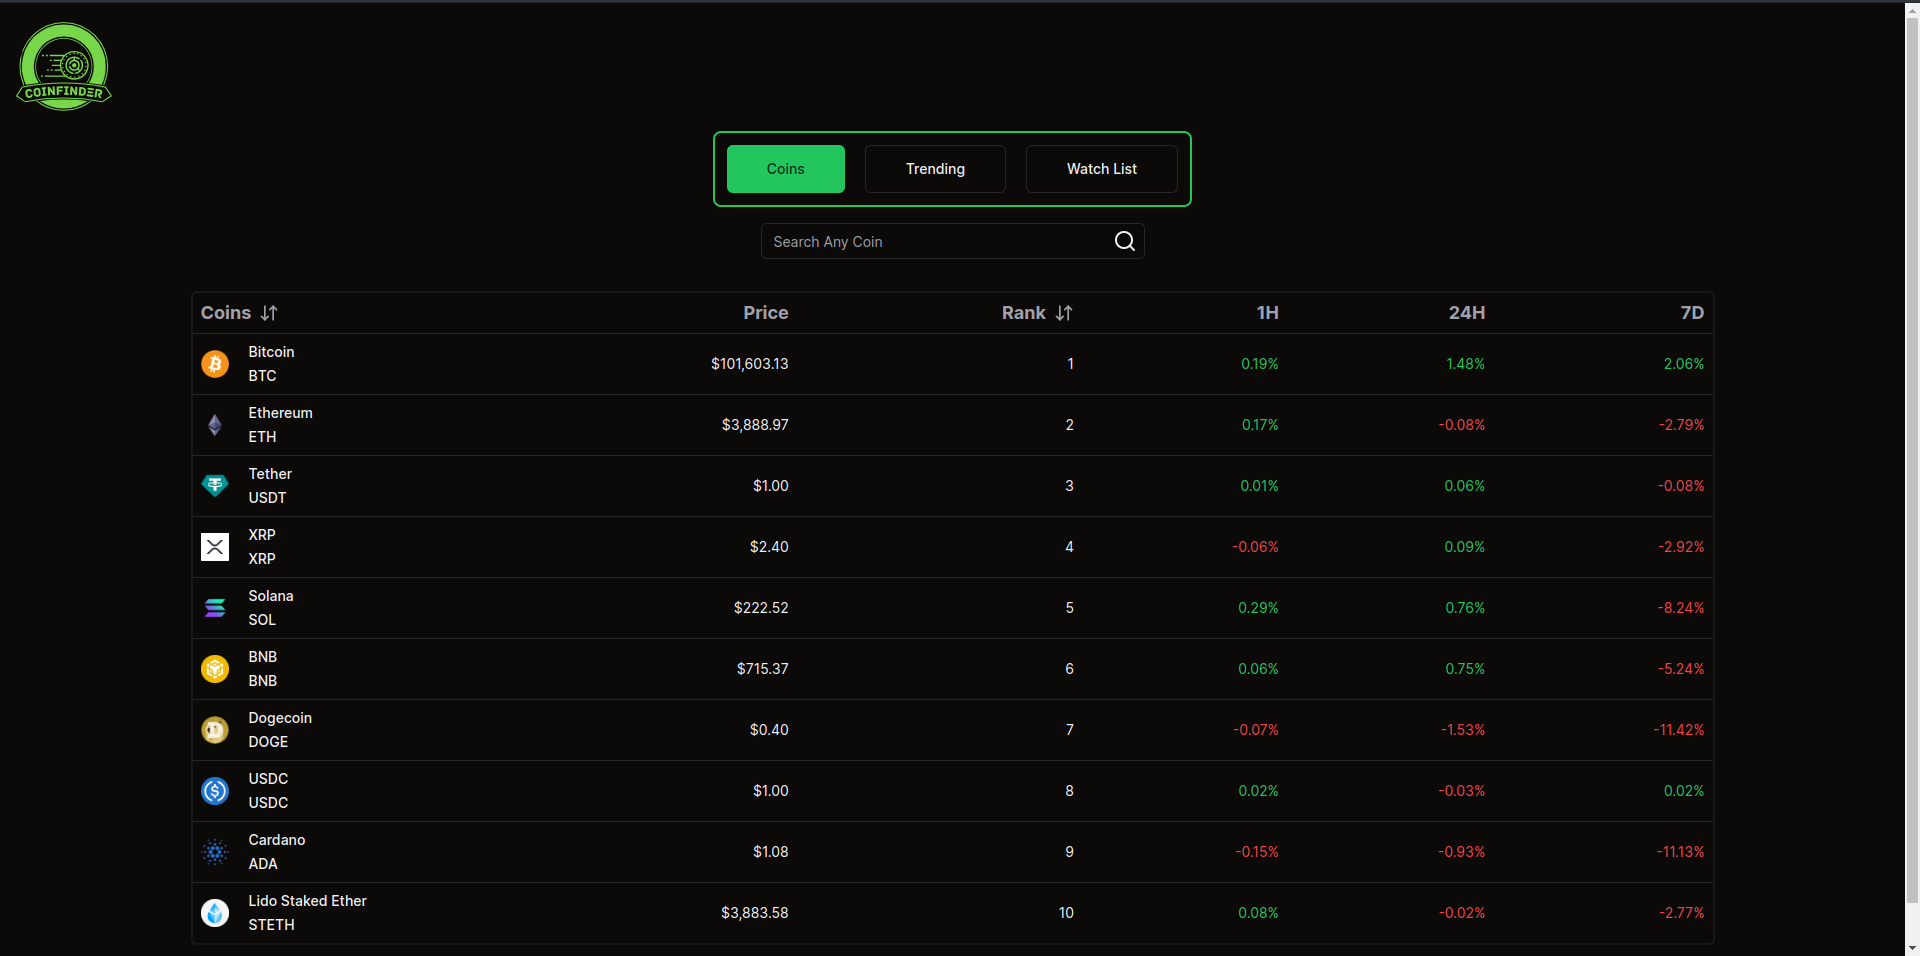 COINFINDER
Coins Trending Watch List
Search Any Coin
Coins Price Rank 1H 24H 7D
Bitcoin
BTC $101,603.13 1 0.19% 1.48% 2.06%
Ethereum
ETH $3,888.97 2 0.17% -0.08% -2.79%
Tether
USDT $1.00 3 0.01% 0.06% -0.08%
XRP
XRP $2.40 4 -0.06% 0.09% -2.92%
Solana
SOL $222.52 5 0.29% 0.76% -8.24%
BNB
BNB $715.37 6 0.06% 0.75% -5.24%
Dogecoin
DOGE $0.40 7 -0.07% -1.53% -11.42%
USDC
USDC $1.00 8 0.02% -0.03% 0.02%
Cardano
ADA $1.08 9 -0.15% -0.93% -11.13%
Lido Staked Ether
STETH $3,883.58 10 0.08% -0.02% -2.77%